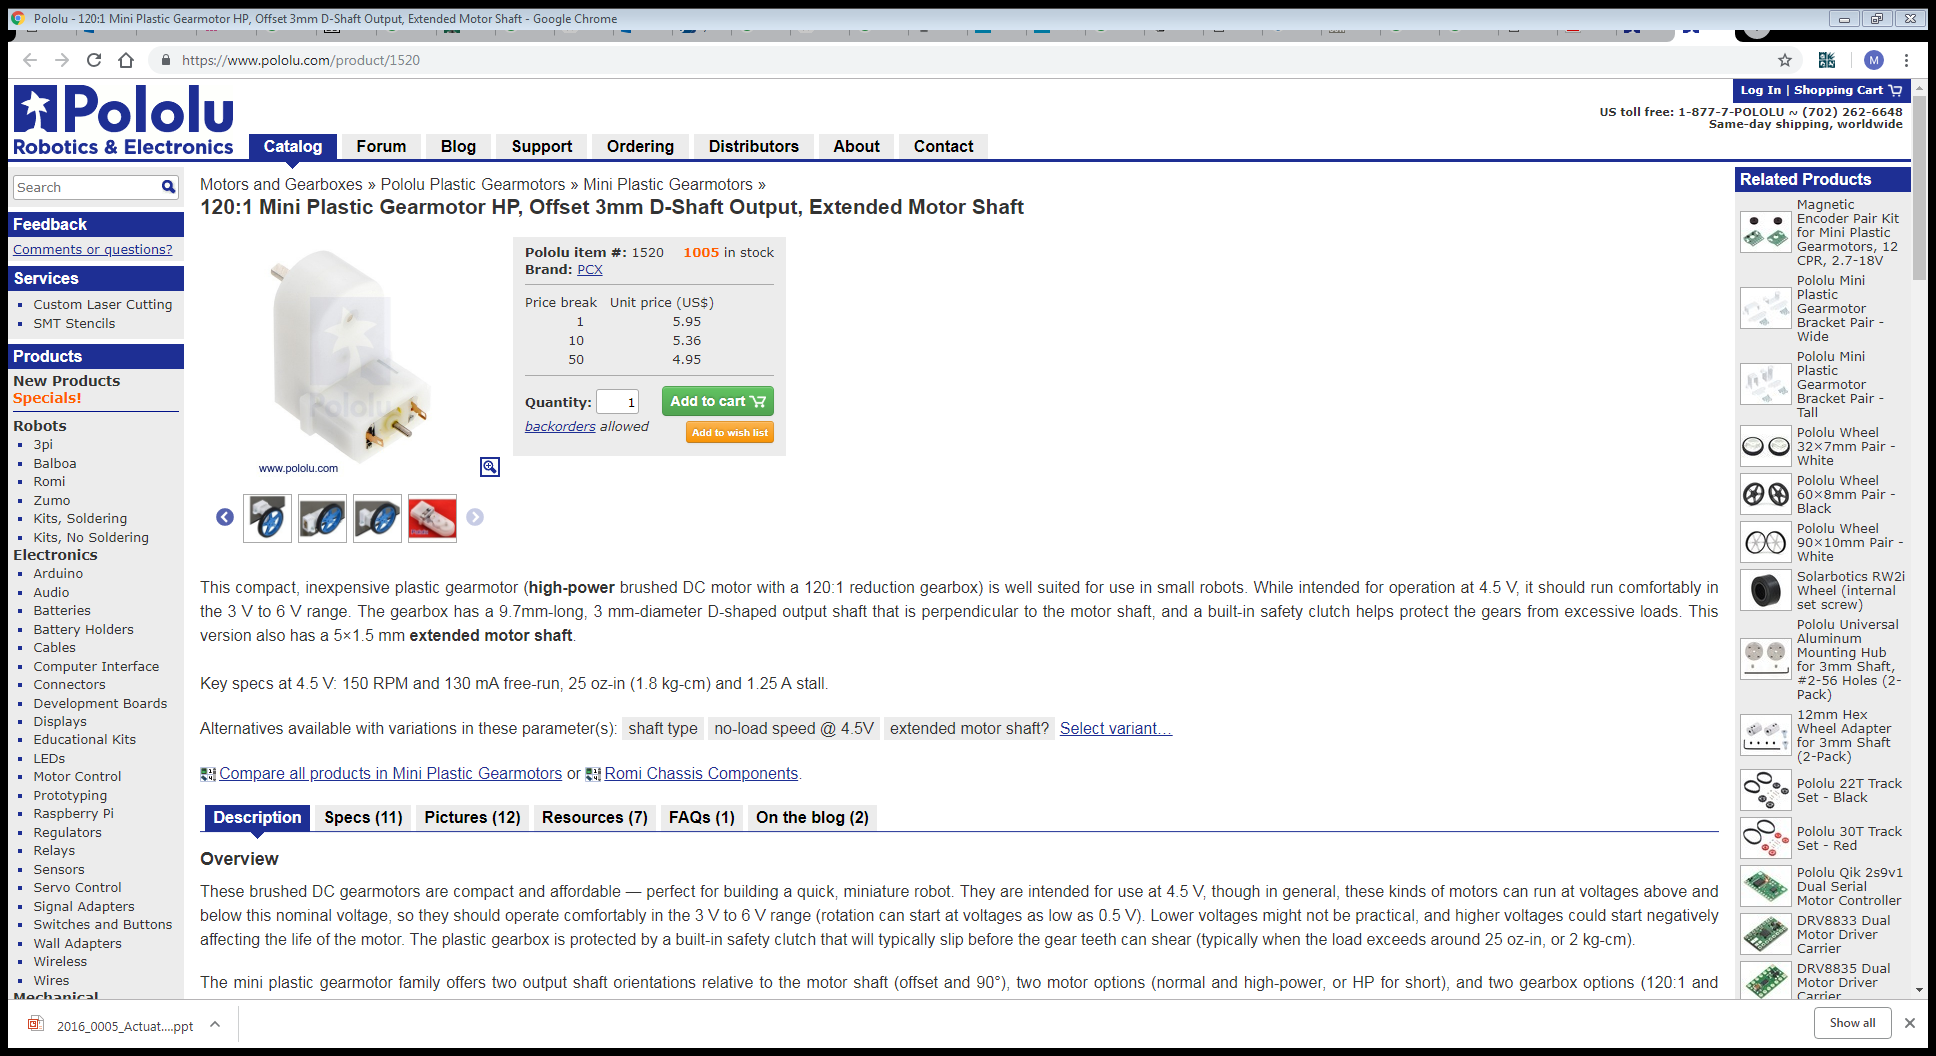 Pololu - 120:1 Mini Plastic Gearmotor HP, Offset 3mm D-Shaft Output, Extended Motor Shaft - Google Chrome
https://www.pololu.com/product/1520
M
Pololu
Robotics & Electronics
Log In | Shopping Cart
US toll free: 1-877-7-POLOLU ~ (702) 262-6648
Same-day shipping, worldwide
Catalog
Forum
Blog
Support
Ordering
Distributors
About
Contact
Search
Feedback
Comments or questions?
Services
Custom Laser Cutting
SMT Stencils
Products
New Products
Specials!
Robots
3pi
Balboa
Romi
Zumo
Kits, Soldering
Kits, No Soldering
Electronics
Arduino
Audio
Batteries
Battery Holders
Cables
Computer Interface
Connectors
Development Boards
Displays
Educational Kits
LEDs
Motor Control
Prototyping
Raspberry Pi
Regulators
Relays
Sensors
Servo Control
Signal Adapters
Switches and Buttons
Wall Adapters
Wireless
Wires
Mechanical
Motors and Gearboxes » Pololu Plastic Gearmotors » Mini Plastic Gearmotors »
120:1 Mini Plastic Gearmotor HP, Offset 3mm D-Shaft Output, Extended Motor Shaft
Pololu
www.pololu.com
Pololu item #: 1520 1005 in stock
Brand: PCX
Price break Unit price (US$)
1 5.95
10 5.36
50 4.95
Quantity: 1 Add to cart
backorders allowed Add to wish list
This compact, inexpensive plastic gearmotor (high-power brushed DC motor with a 120:1 reduction gearbox) is well suited for use in small robots. While intended for operation at 4.5 V, it should run comfortably in
the 3 V to 6 V range. The gearbox has a 9.7mm-long, 3 mm-diameter D-shaped output shaft that is perpendicular to the motor shaft, and a built-in safety clutch helps protect the gears from excessive loads. This
version also has a 5×1.5 mm extended motor shaft.
Key specs at 4.5 V: 150 RPM and 130 mA free-run, 25 oz-in (1.8 kg-cm) and 1.25 A stall.
Alternatives available with variations in these parameter(s): shaft type no-load speed @ 4.5V extended motor shaft? Select variant…
Compare all products in Mini Plastic Gearmotors or Romi Chassis Components.
Description
Specs (11)
Pictures (12)
Resources (7)
FAQs (1)
On the blog (2)
Overview
These brushed DC gearmotors are compact and affordable — perfect for building a quick, miniature robot. They are intended for use at 4.5 V, though in general, these kinds of motors can run at voltages above and
below this nominal voltage, so they should operate comfortably in the 3 V to 6 V range (rotation can start at voltages as low as 0.5 V). Lower voltages might not be practical, and higher voltages could start negatively
affecting the life of the motor. The plastic gearbox is protected by a built-in safety clutch that will typically slip before the gear teeth can shear (typically when the load exceeds around 25 oz-in, or 2 kg-cm).
The mini plastic gearmotor family offers two output shaft orientations relative to the motor shaft (offset and 90°), two motor options (normal and high-power, or HP for short), and two gearbox options (120:1 and
Related Products
Magnetic
Encoder Pair Kit
for Mini Plastic
Gearmotors, 12
CPR, 2.7-18V
Pololu Mini
Plastic
Gearmotor
Bracket Pair -
Wide
Pololu Mini
Plastic
Gearmotor
Bracket Pair -
Tall
Pololu Wheel
32×7mm Pair -
White
Pololu Wheel
60×8mm Pair -
Black
Pololu Wheel
90×10mm Pair -
White
Solarbotics RW2i
Wheel (internal
set screw)
Pololu Universal
Aluminum
Mounting Hub
for 3mm Shaft,
#2-56 Holes (2-
Pack)
12mm Hex
Wheel Adapter
for 3mm Shaft
(2-Pack)
Pololu 22T Track
Set - Black
Pololu 30T Track
Set - Red
Pololu Qik 2s9v1
Dual Serial
Motor Controller
DRV8833 Dual
Motor Driver
Carrier
DRV8835 Dual
Motor Driver
Carrier
2016_0005_Actuat....ppt
Show all